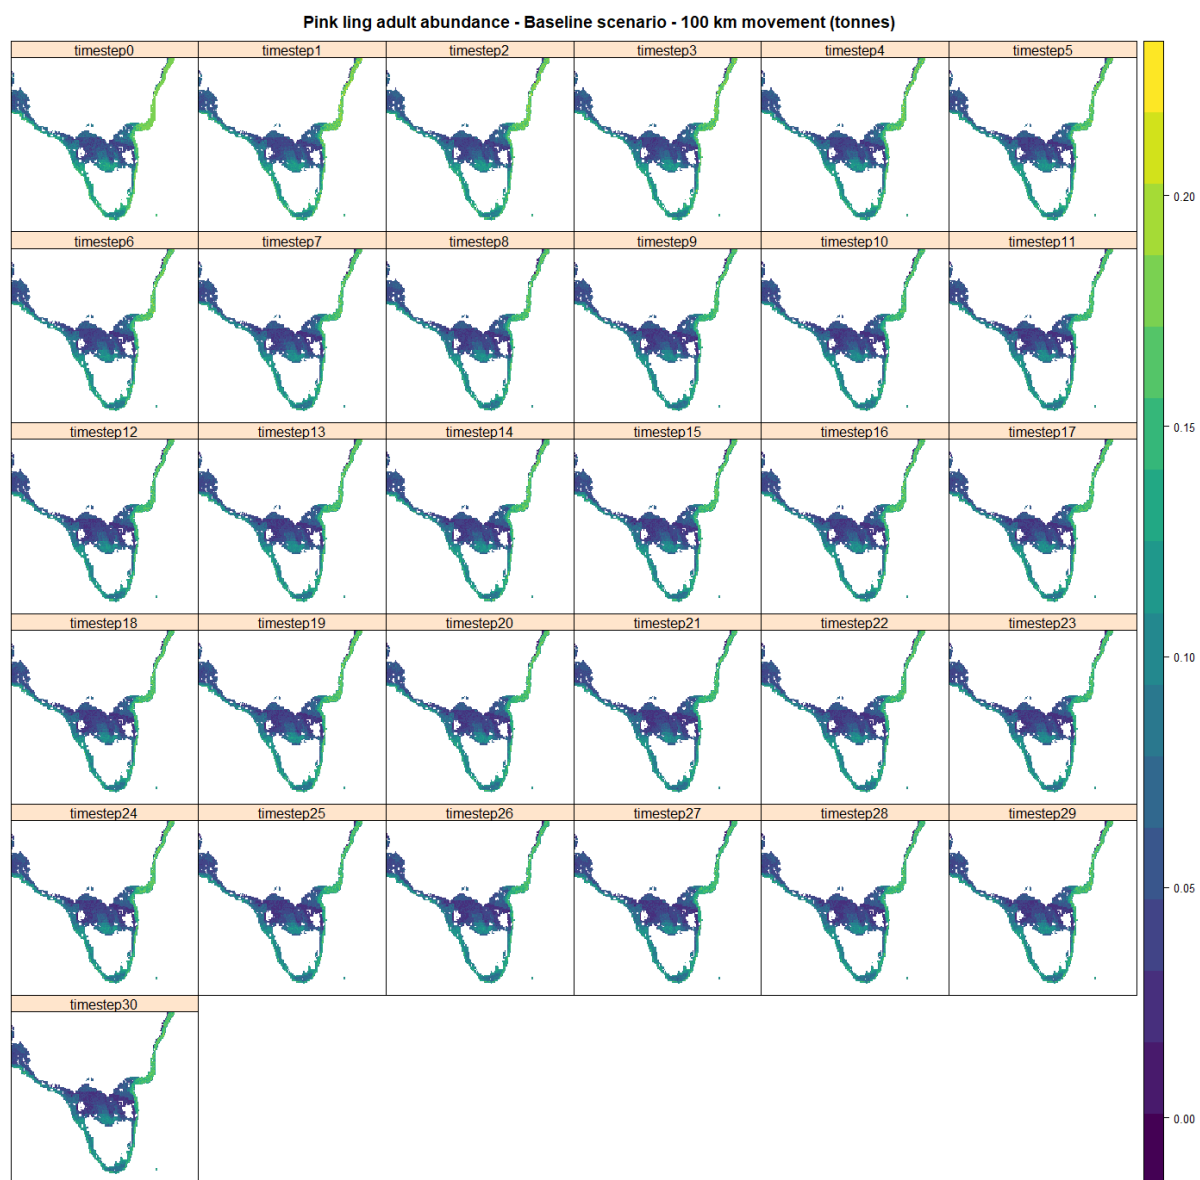 Pink ling adult abundance - Baseline scenario - 100 km movement (tonnes)
timestep0 timestep1 timestep2 timestep3 timestep4 timestep5
timestep6 timestep7 timestep8 timestep9 timestep10 timestep11
timestep12 timestep13 timestep14 timestep15 timestep16 timestep17
timestep18 timestep19 timestep20 timestep21 timestep22 timestep23
timestep24 timestep25 timestep26 timestep27 timestep28 timestep29
timestep30
0.20
0.15
0.10
0.05
0.00